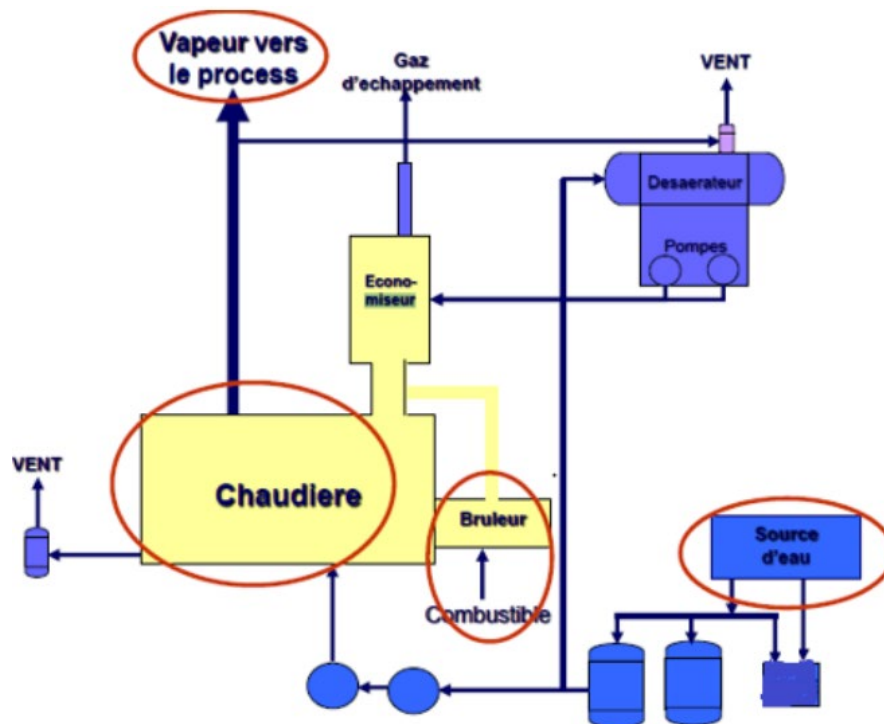 Vapeur vers
le process
Gaz
d'echappement
VENT
Desaerateur
Pompes
Econo-
miseur
VENT
Chaudiere
Bruleur
Combustible
Source
d'eau